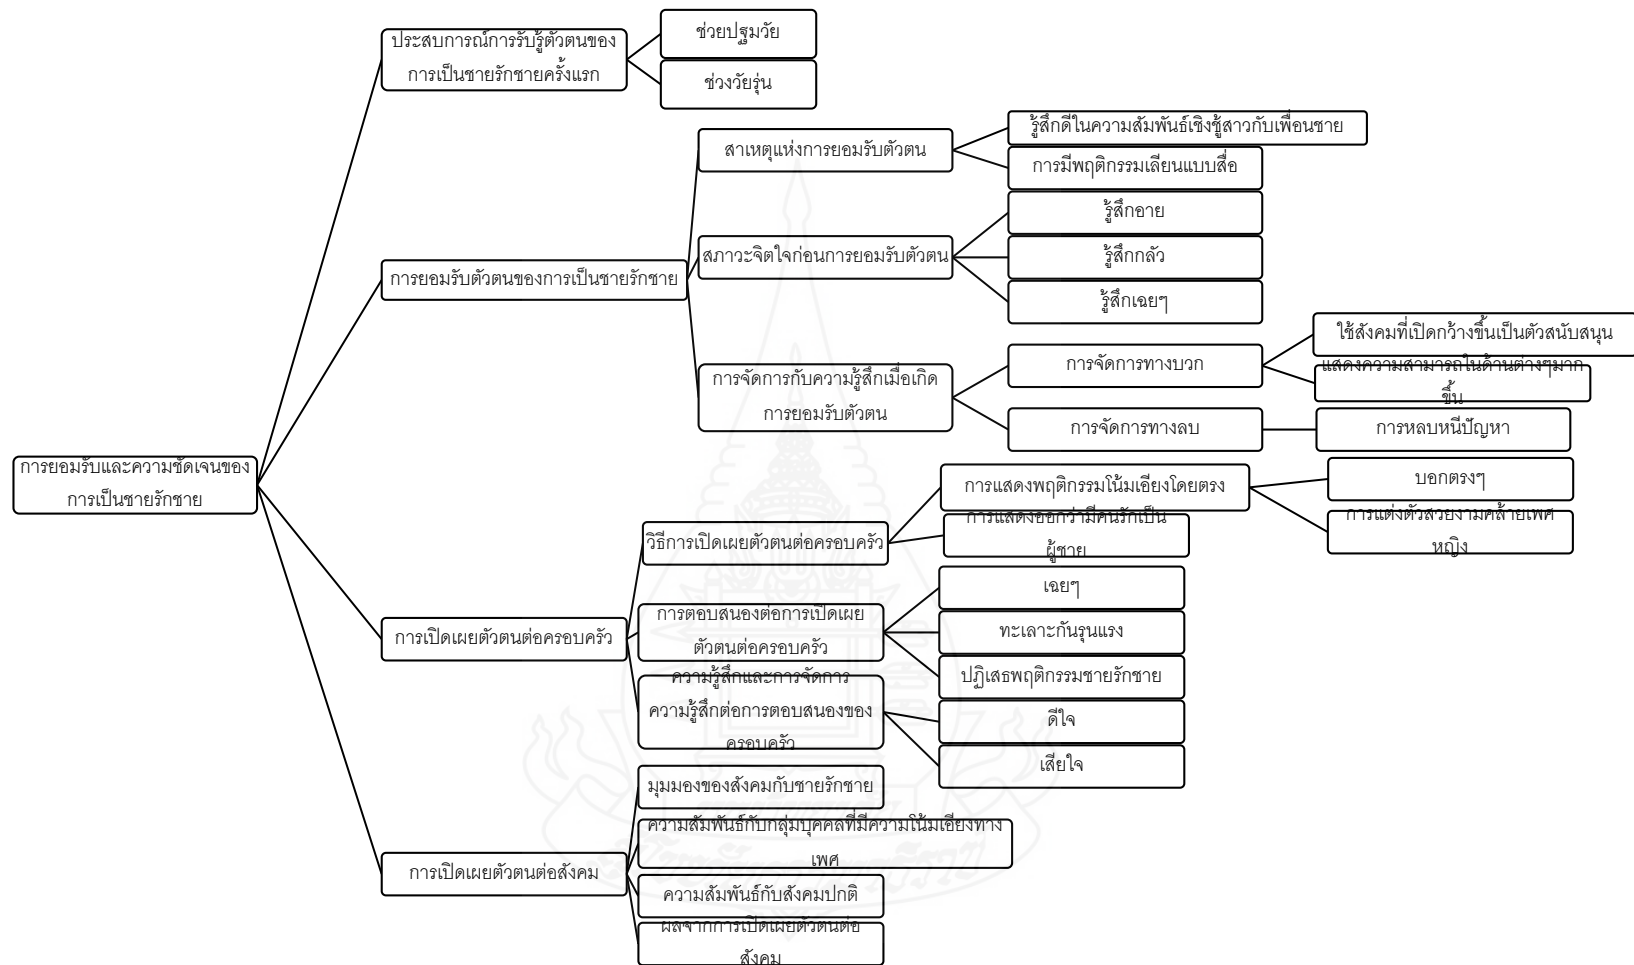 ช่วยปฐมวัย
ประสบการณ์การรับรู้ตัวตนของ
การเป็นชายรักชายครั้งแรก
ช่วงวัยรุ่น
รู้สึกดีในความสัมพันธ์เชิงชู้สาวกับเพื่อนชาย
สาเหตุแห่งการยอมรับตัวตน
การมีพฤติกรรมเลียนแบบสื่อ
รู้สึกอาย
สภาวะจิตใจก่อนการยอมรับตัวตน
รู้สึกกลัว
การยอมรับตัวตนของการเป็นชายรักชาย
รู้สึกเฉยๆ
ใช้สังคมที่เปิดกว้างขึ้นเป็นตัวสนับสนุน
การจัดการทางบวก
แสดงความสามารถในด้านต่างๆมาก
ขึ้น
การจัดการกับความรู้สึกเมื่อเกิด
การยอมรับตัวตน
การจัดการทางลบ
การหลบหนีปัญหา
การยอมรับและความชัดเจนของ
การเป็นชายรักชาย
บอกตรงๆ
การแสดงพฤติกรรมโน้มเอียงโดยตรง
การแต่งตัวสวยงามคล้ายเพศ
หญิง
การแสดงออกว่ามีคนรักเป็น
ผู้ชาย
วิธีการเปิดเผยตัวตนต่อครอบครัว
เฉยๆ
การตอบสนองต่อการเปิดเผย
ตัวตนต่อครอบครัว
ทะเลาะกันรุนแรง
การเปิดเผยตัวตนต่อครอบครัว
ปฏิเสธพฤติกรรมชายรักชาย
ความรู้สึกและการจัดการ
ความรู้สึกต่อการตอบสนองของ
ครอบครัว
ดีใจ
เสียใจ
มุมมองของสังคมกับชายรักชาย
ความสัมพันธ์กับกลุ่มบุคคลที่มีความโน้มเอียงทาง
เพศ
การเปิดเผยตัวตนต่อสังคม
ความสัมพันธ์กับสังคมปกติ
ผลจากการเปิดเผยตัวตนต่อ
สังคม